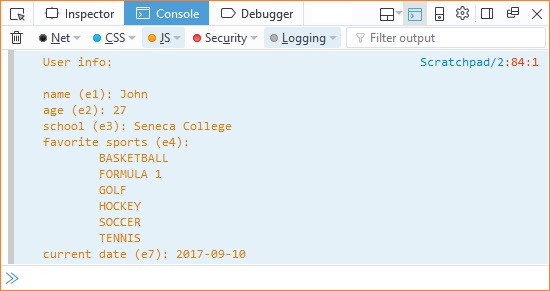 Inspector Console Debugger
Net CSS JS Security Logging Filter output
User info: Scratchpad/2:84:1
name (e1): John
age (e2): 27
school (e3): Seneca College
favorite sports (e4):
BASKETBALL
FORMULA 1
GOLF
HOCKEY
SOCCER
TENNIS
current date (e7): 2017-09-10